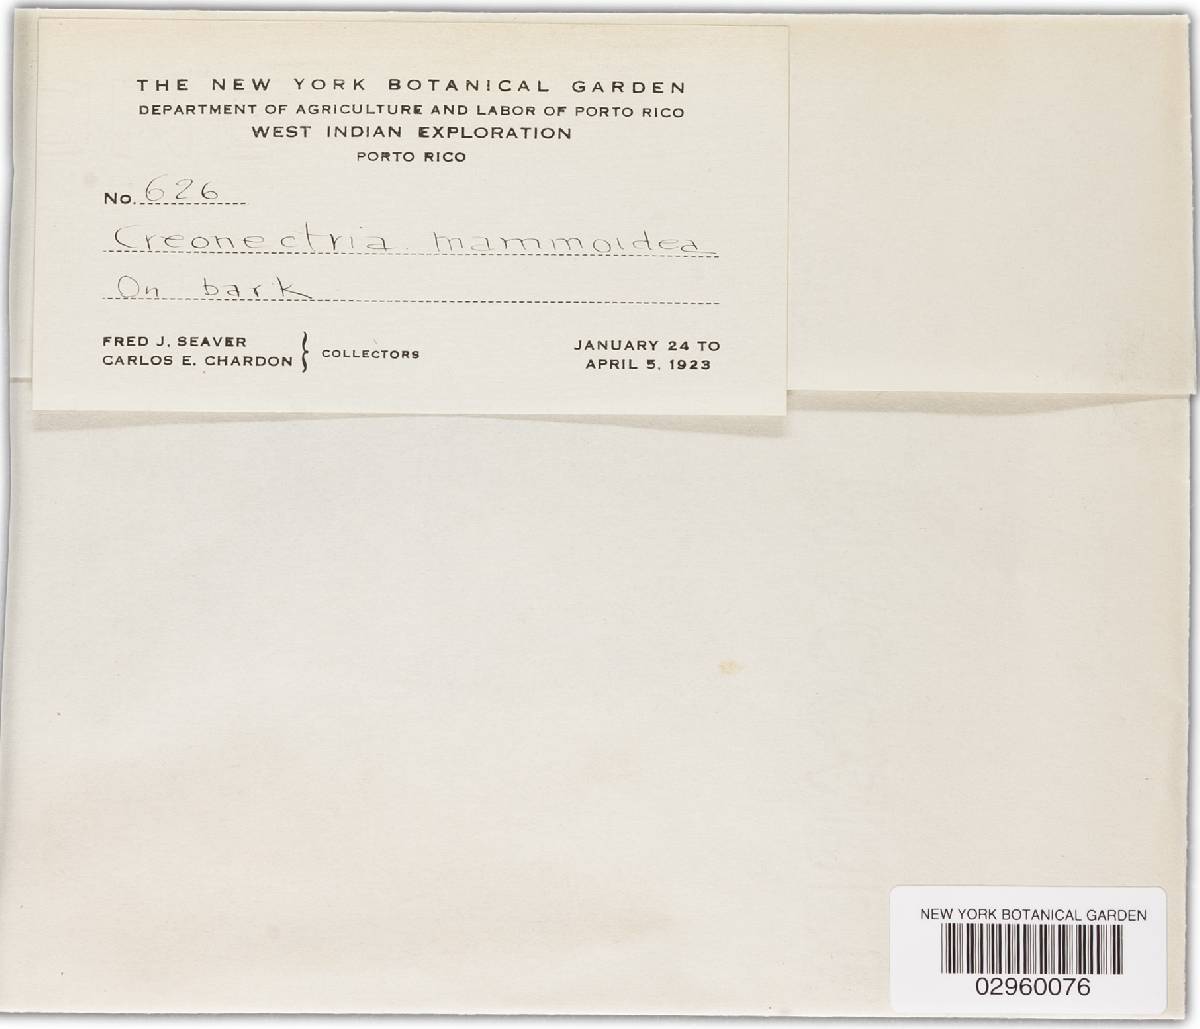 THE NEW YORK BOTANICAL GARDEN
DEPARTMENT OF AGRICULTURE AND LABOR OF PORTO RICO
WEST INDIAN EXPLORATION
PORTO RICO
No. 626
Creonectria mammoidea
On bark
FRED J. SEAVER
CARLOS E. CHARDON } COLLECTORS
JANUARY 24 TO
APRIL 5, 1923
NEW YORK BOTANICAL GARDEN
02960076